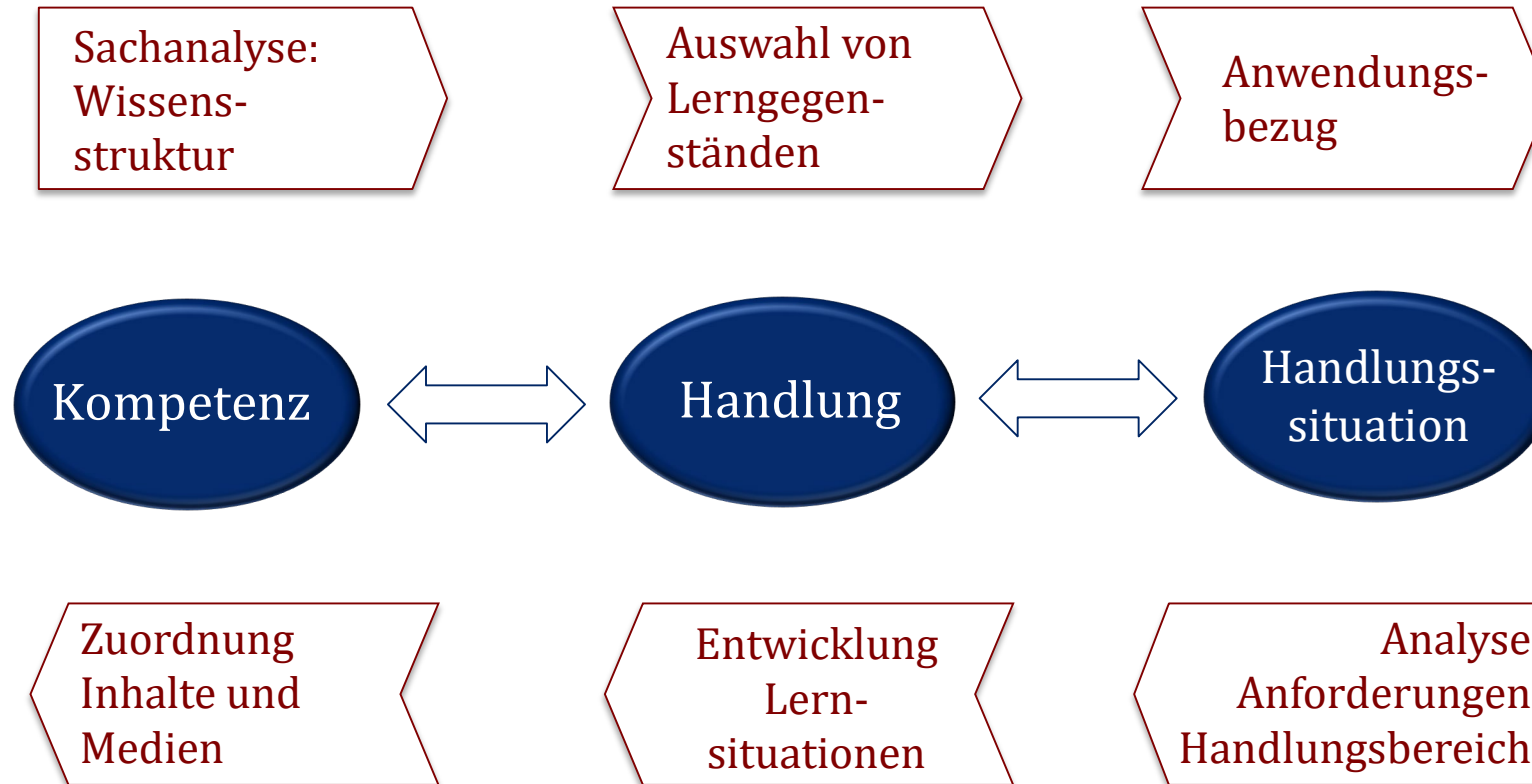 Sachanalyse:
Wissens-
struktur
Auswahl von
Lerngegen-
ständen
Anwendungs-
bezug
Kompetenz
Handlung
Handlungs-
situation
Zuordnung
Inhalte und
Medien
Entwicklung
Lern-
situationen
Analyse
Anforderungen
Handlungsbereich